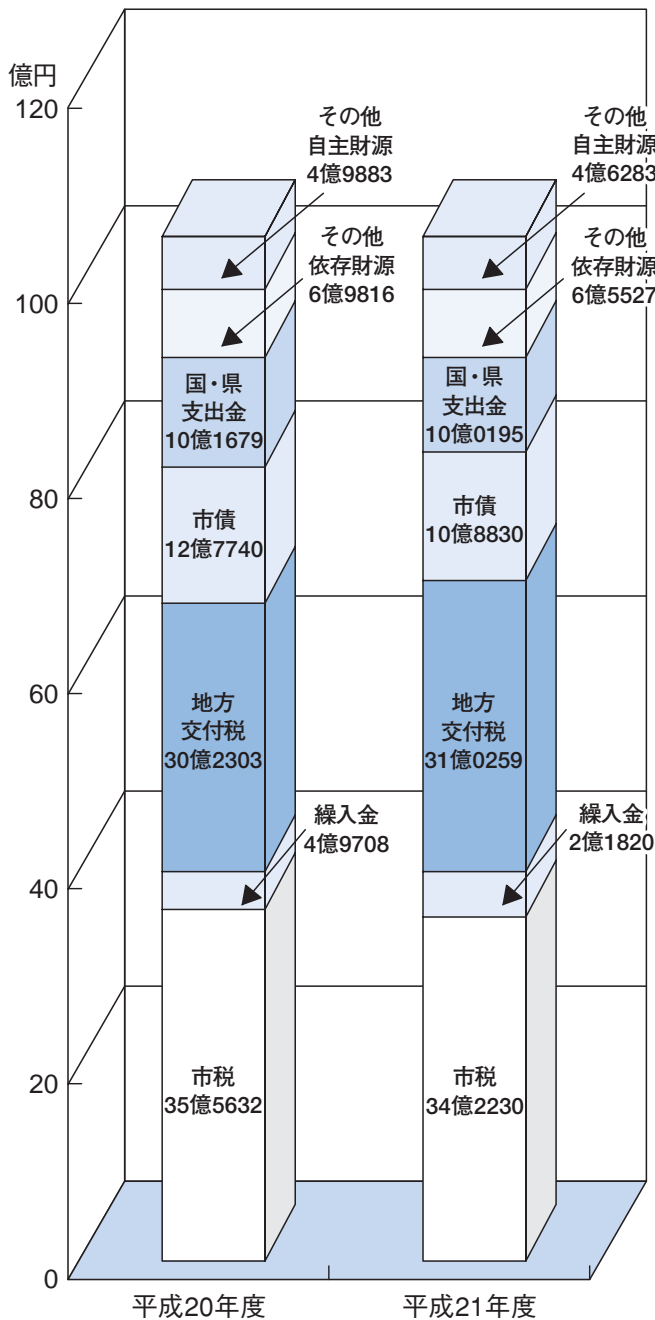 億円
120
100
80
60
40
20
0
その他
自主財源
4億9883
その他
依存財源
6億9816
国・県
支出金
10億1679
市債
12億7740
地方
交付税
30億2303
繰入金
4億9708
市税
35億5632
平成20年度
その他
自主財源
4億6283
その他
依存財源
6億5527
国・県
支出金
10億0195
市債
10億8830
地方
交付税
31億0259
繰入金
2億1820
市税
34億2230
平成21年度